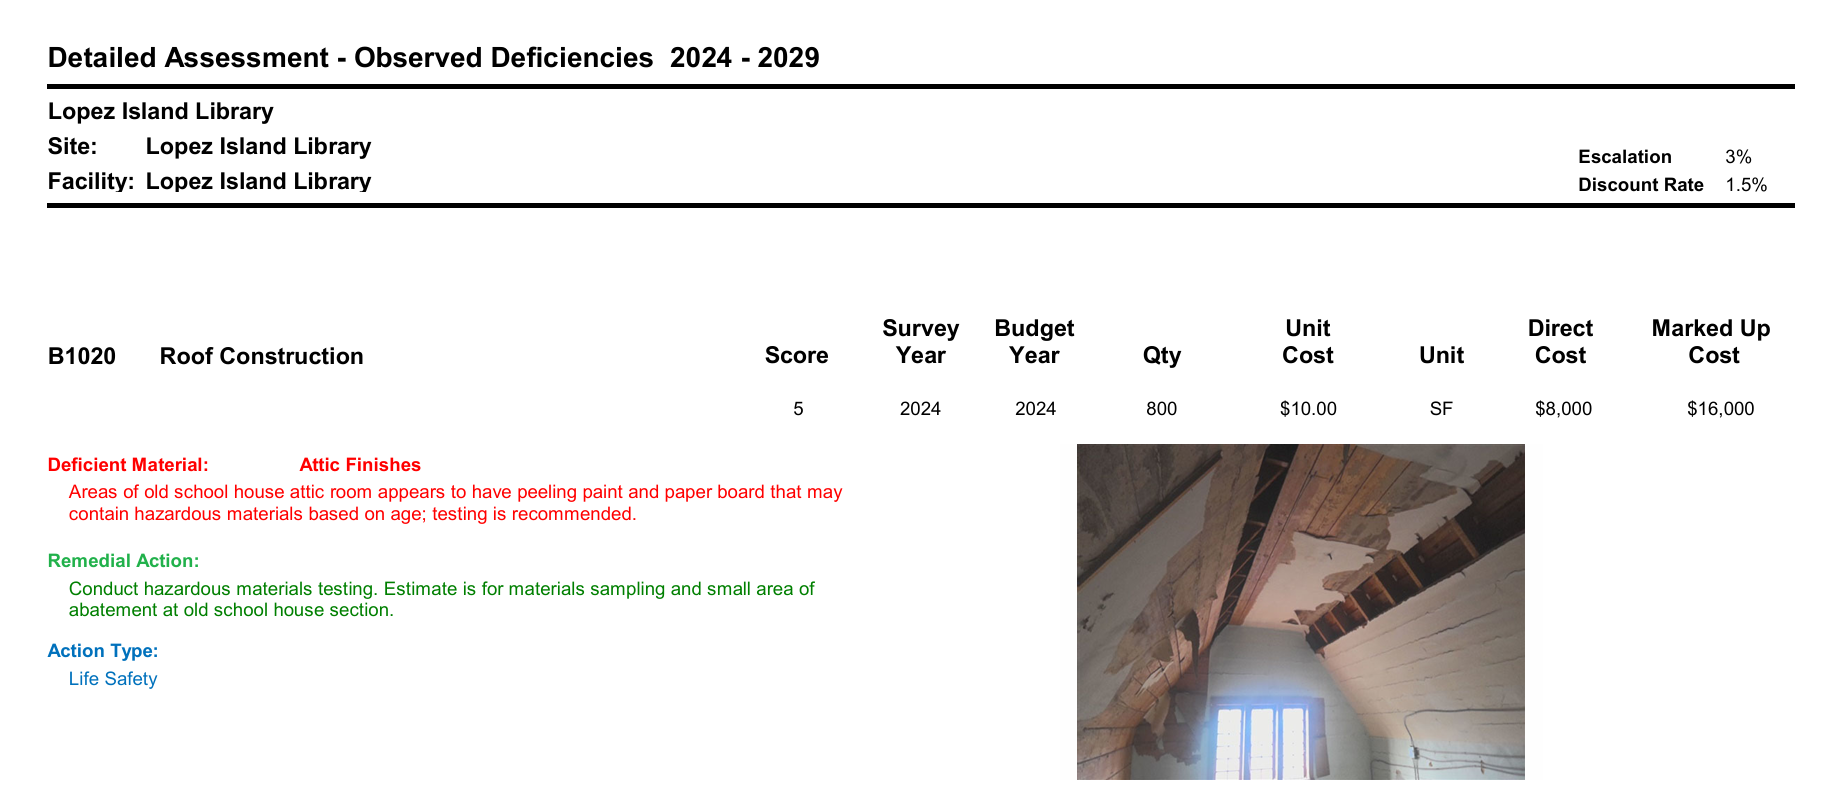 Detailed Assessment - Observed Deficiencies 2024 - 2029
Lopez Island Library
Site: Lopez Island Library
Facility: Lopez Island Library
Escalation 3%
Discount Rate 1.5%
B1020 Roof Construction Score Survey Year Budget Year Qty Unit Cost Unit Direct Cost Marked Up Cost
5 2024 2024 800 $10.00 SF $8,000 $16,000
Deficient Material: Attic Finishes
Areas of old school house attic room appears to have peeling paint and paper board that may
contain hazardous materials based on age; testing is recommended.
Remedial Action:
Conduct hazardous materials testing. Estimate is for materials sampling and small area of
abatement at old school house section.
Action Type:
Life Safety